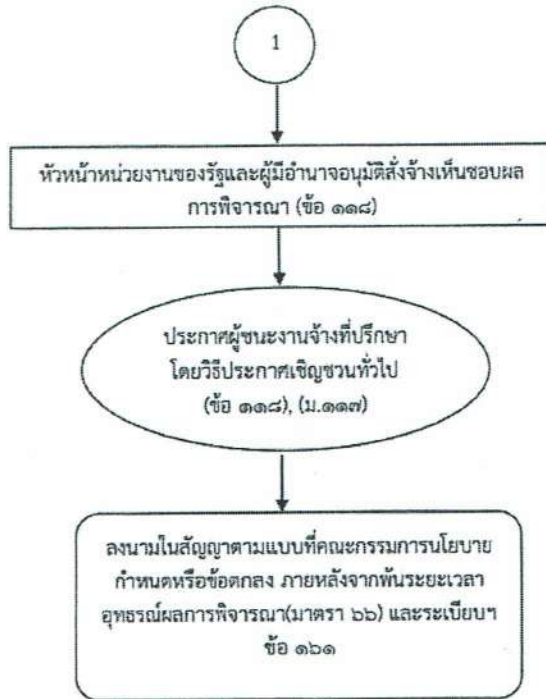 1
หัวหน้าหน่วยงานของรัฐและผู้มีอำนาจอนุมัติสั่งจ้างเห็นชอบผล
การพิจารณา (ข้อ ๑๑๘)
ประกาศผู้ชนะงานจ้างที่ปรึกษา
โดยวิธีประกาศเชิญชวนทั่วไป
(ข้อ ๑๑๘), (ม.๑๑๗)
ลงนามในสัญญาตามแบบที่คณะกรรมการนโยบาย
กำหนดหรือข้อตกลง ภายหลังจากพ้นระยะเวลา
อุทธรณ์ผลการพิจารณา(มาตรา ๖๖) และระเบียบฯ
ข้อ ๑๖๑